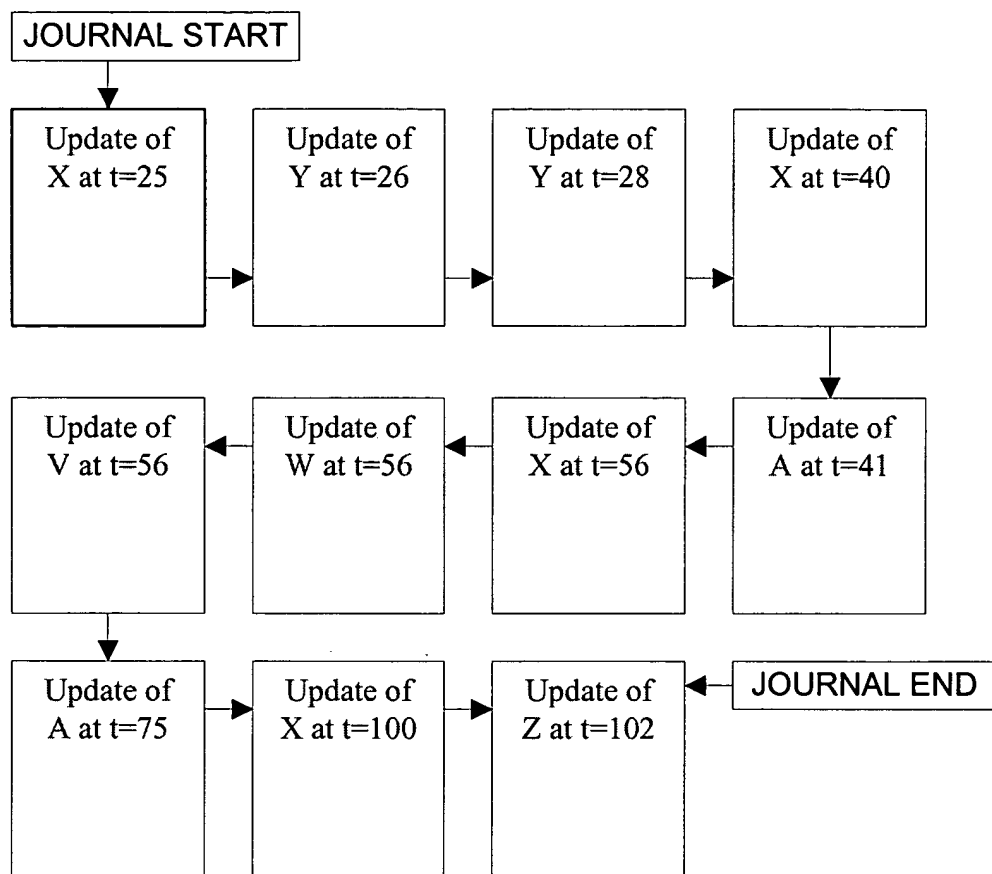 JOURNAL START
Update of
X at t=25
Update of
Y at t=26
Update of
Y at t=28
Update of
X at t=40
Update of
V at t=56
Update of
W at t=56
Update of
X at t=56
Update of
A at t=41
Update of
A at t=75
Update of
X at t=100
Update of
Z at t=102
JOURNAL END